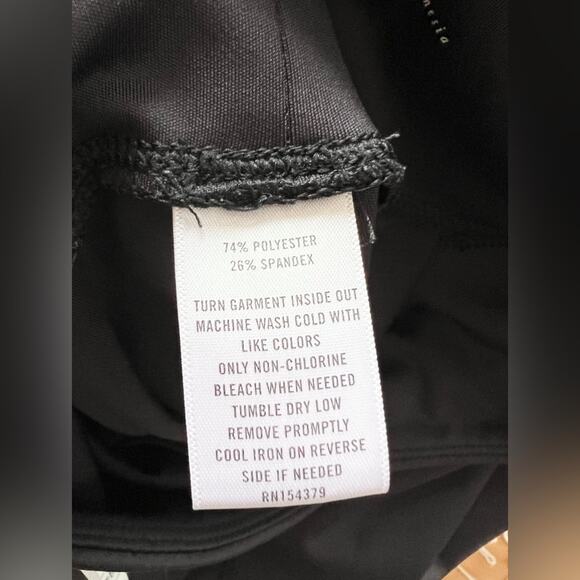 nesia
74% POLYESTER
26% SPANDEX
TURN GARMENT INSIDE OUT
MACHINE WASH COLD WITH
LIKE COLORS
ONLY NON-CHLORINE
BLEACH WHEN NEEDED
TUMBLE DRY LOW
REMOVE PROMPTLY
COOL IRON ON REVERSE
SIDE IF NEEDED
RN154379